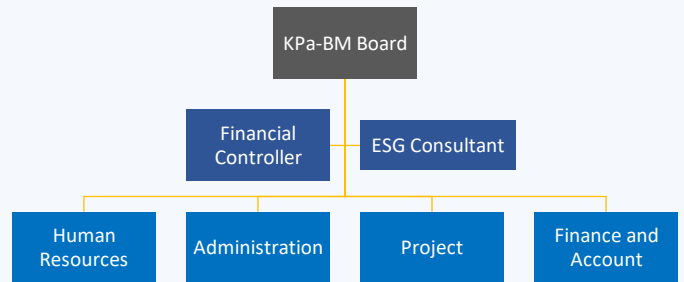 KPa-BM Board
Financial
Controller
ESG Consultant
Human
Resources
Administration
Project
Finance and
Account